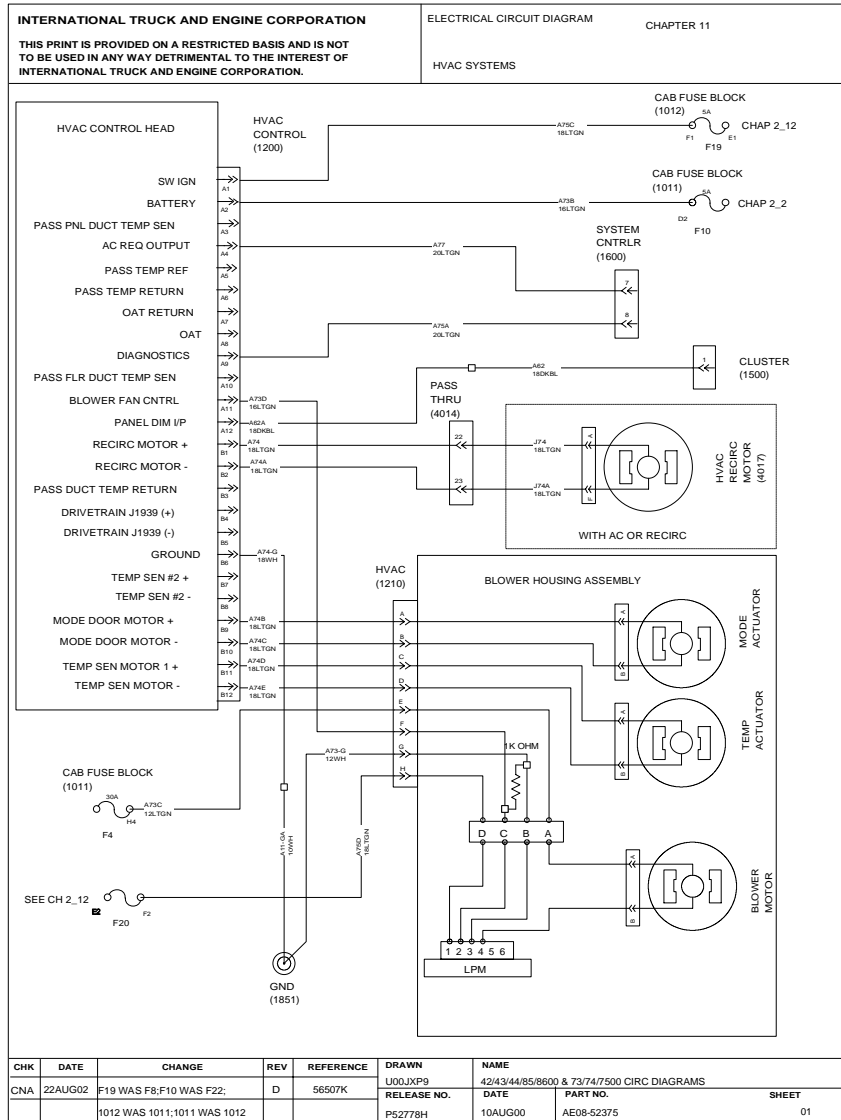 INTERNATIONAL TRUCK AND ENGINE CORPORATION
THIS PRINT IS PROVIDED ON A RESTRICTED BASIS AND IS NOT
TO BE USED IN ANY WAY DETRIMENTAL TO THE INTEREST OF
INTERNATIONAL TRUCK AND ENGINE CORPORATION.
ELECTRICAL CIRCUIT DIAGRAM
CHAPTER 11
HVAC SYSTEMS
HVAC CONTROL HEAD
HVAC
CONTROL
(1200)
SW IGN
A1
BATTERY
A2
PASS PNL DUCT TEMP SEN
A3
AC REQ OUTPUT
A4
PASS TEMP REF
A5
PASS TEMP RETURN
A6
OAT RETURN
A7
OAT
A8
DIAGNOSTICS
A9
PASS FLR DUCT TEMP SEN
A10
BLOWER FAN CNTRL
A11
PANEL DIM I/P
A12
RECIRC MOTOR +
B1
RECIRC MOTOR -
B2
PASS DUCT TEMP RETURN
B3
DRIVETRAIN J1939 (+)
B4
DRIVETRAIN J1939 (-)
B5
GROUND
B6
TEMP SEN #2 +
B7
TEMP SEN #2 -
B8
MODE DOOR MOTOR +
B9
MODE DOOR MOTOR -
B10
TEMP SEN MOTOR 1 +
B11
TEMP SEN MOTOR -
B12
CAB FUSE BLOCK
(1012)
5A
A75C
18LTGN
F1
E1
F19
CHAP 2_12
CAB FUSE BLOCK
(1011)
5A
A73B
16LTGN
D2
F10
CHAP 2_2
SYSTEM
CNTRLR
(1600)
A77
20LTGN
7
8
A75A
20LTGN
A62
18DKBL
1
CLUSTER
(1500)
A73D
16LTGN
A62A
18DKBL
A74
18LTGN
A74A
18LTGN
PASS
THRU
(4014)
22
23
J74
18LTGN
J74A
18LTGN
A
F
HVAC
RECIRC
MOTOR
(4017)
WITH AC OR RECIRC
A74-G
18WH
HVAC
(1210)
BLOWER HOUSING ASSEMBLY
A74B
18LTGN
A74C
18LTGN
A74D
18LTGN
A74E
18LTGN
A
B
C
D
E
F
G
H
A
B
MODE
ACTUATOR
A
B
TEMP
ACTUATOR
A73-G
12WH
1K OHM
CAB FUSE BLOCK
(1011)
30A
A73C
12LTGN
H4
F4
A11-GA
10WH
A75D
18LTGN
D C B A
A
B
BLOWER
MOTOR
SEE CH 2_12
E2
F2
F20
1 2 3 4 5 6
LPM
GND
(1851)
CHK DATE CHANGE REV REFERENCE
CNA 22AUG02 F19 WAS F8;F10 WAS F22; D 56507K
1012 WAS 1011;1011 WAS 1012
DRAWN
U00JXP9
NAME
42/43/44/85/8600 & 73/74/7500 CIRC DIAGRAMS
RELEASE NO.
P52778H
DATE
10AUG00
PART NO.
AE08-52375
SHEET
01